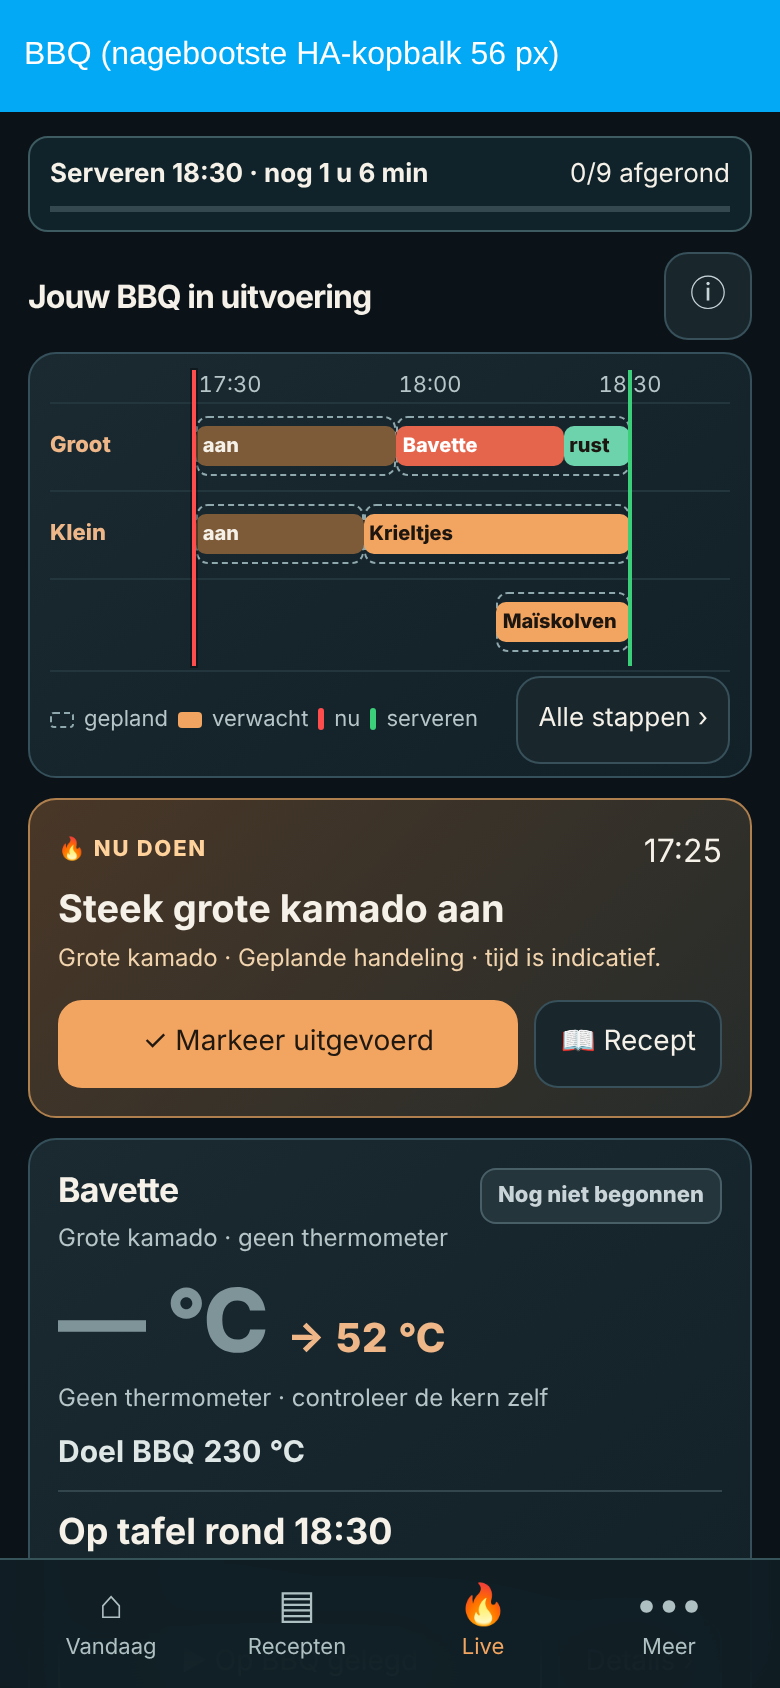 BBQ (nagebootste HA-kopbalk 56 px)
Serveren 18:30 · nog 1 u 6 min 0/9 afgerond
Jouw BBQ in uitvoering ⓘ
17:30 18:00 18:30
Groot aan Bavette rust
Klein aan Krieltjes
Maïskolven
gepland verwacht nu serveren Alle stappen ›
🔥 NU DOEN 17:25
Steek grote kamado aan
Grote kamado · Geplande handeling · tijd is indicatief.
✓ Markeer uitgevoerd 📖 Recept
Bavette Nog niet begonnen
Grote kamado · geen thermometer
— °C → 52 °C
Geen thermometer · controleer de kern zelf
Doel BBQ 230 °C
Op tafel rond 18:30
▶ Op BBQ gelegd Details
Vandaag Recepten Live Meer